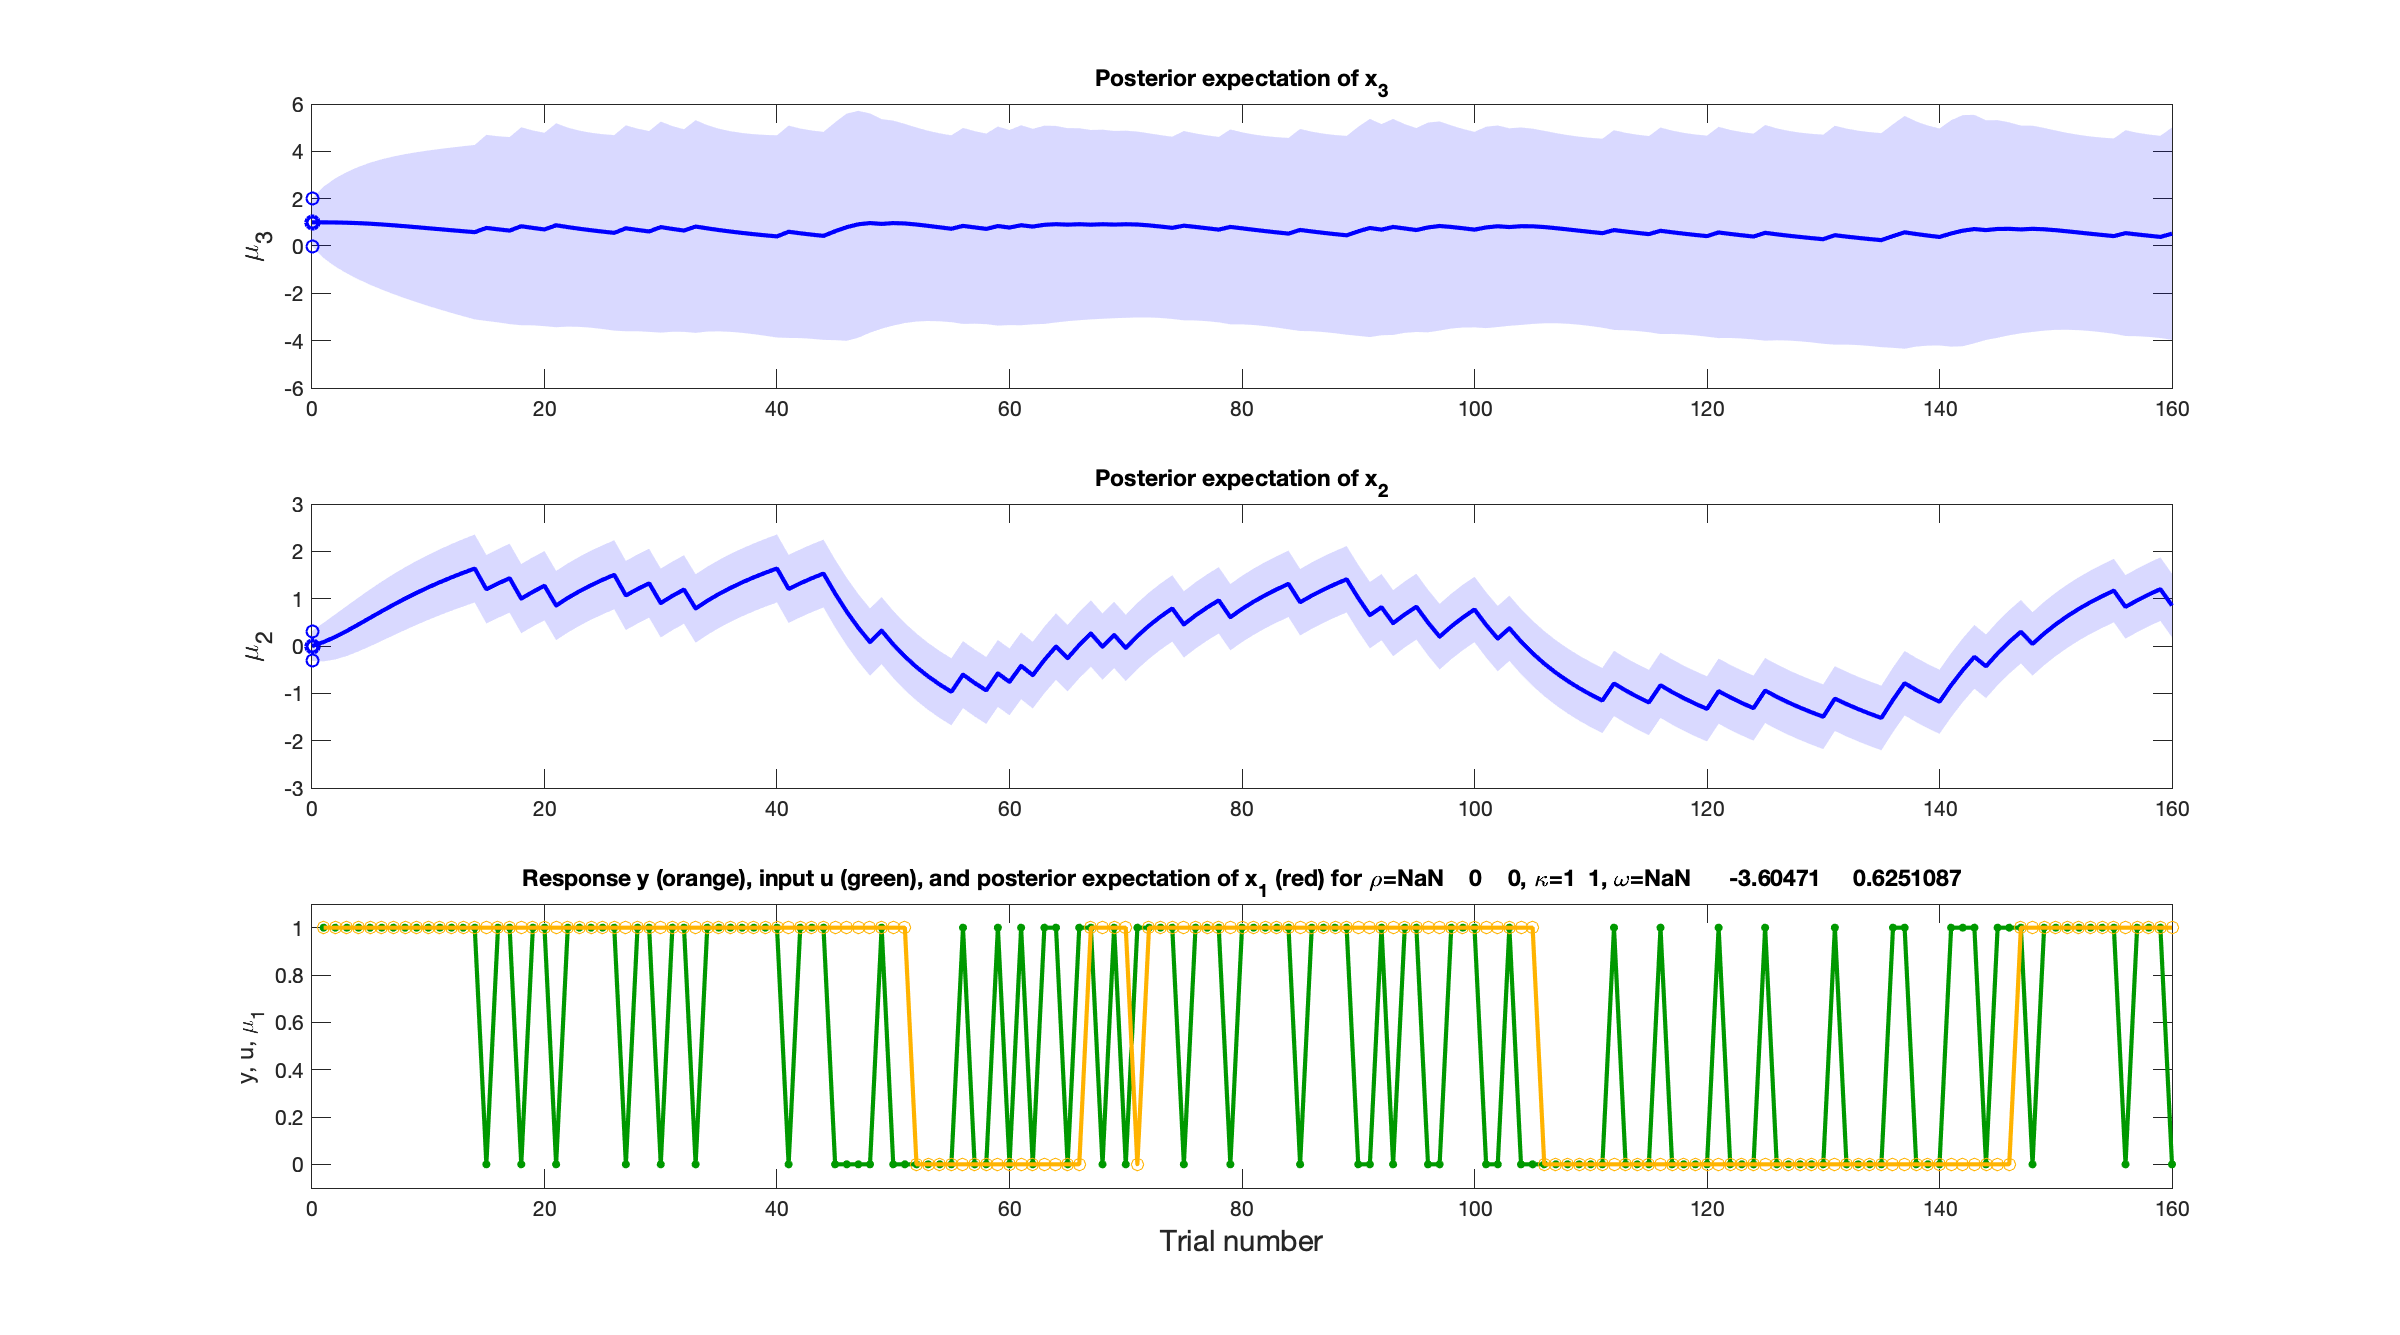 Posterior expectation of x₃
6
4
2
0
-2
-4
-6
μ₃
0 20 40 60 80 100 120 140 160
Posterior expectation of x₂
3
2
1
0
-1
-2
-3
μ₂
0 20 40 60 80 100 120 140 160
Response y (orange), input u (green), and posterior expectation of x₁ (red) for ρ=NaN 0 0, κ=1 1, ω=NaN -3.60471 0.6251087
1
0.8
0.6
0.4
0.2
0
y, u, μ₁
0 20 40 60 80 100 120 140 160
Trial number